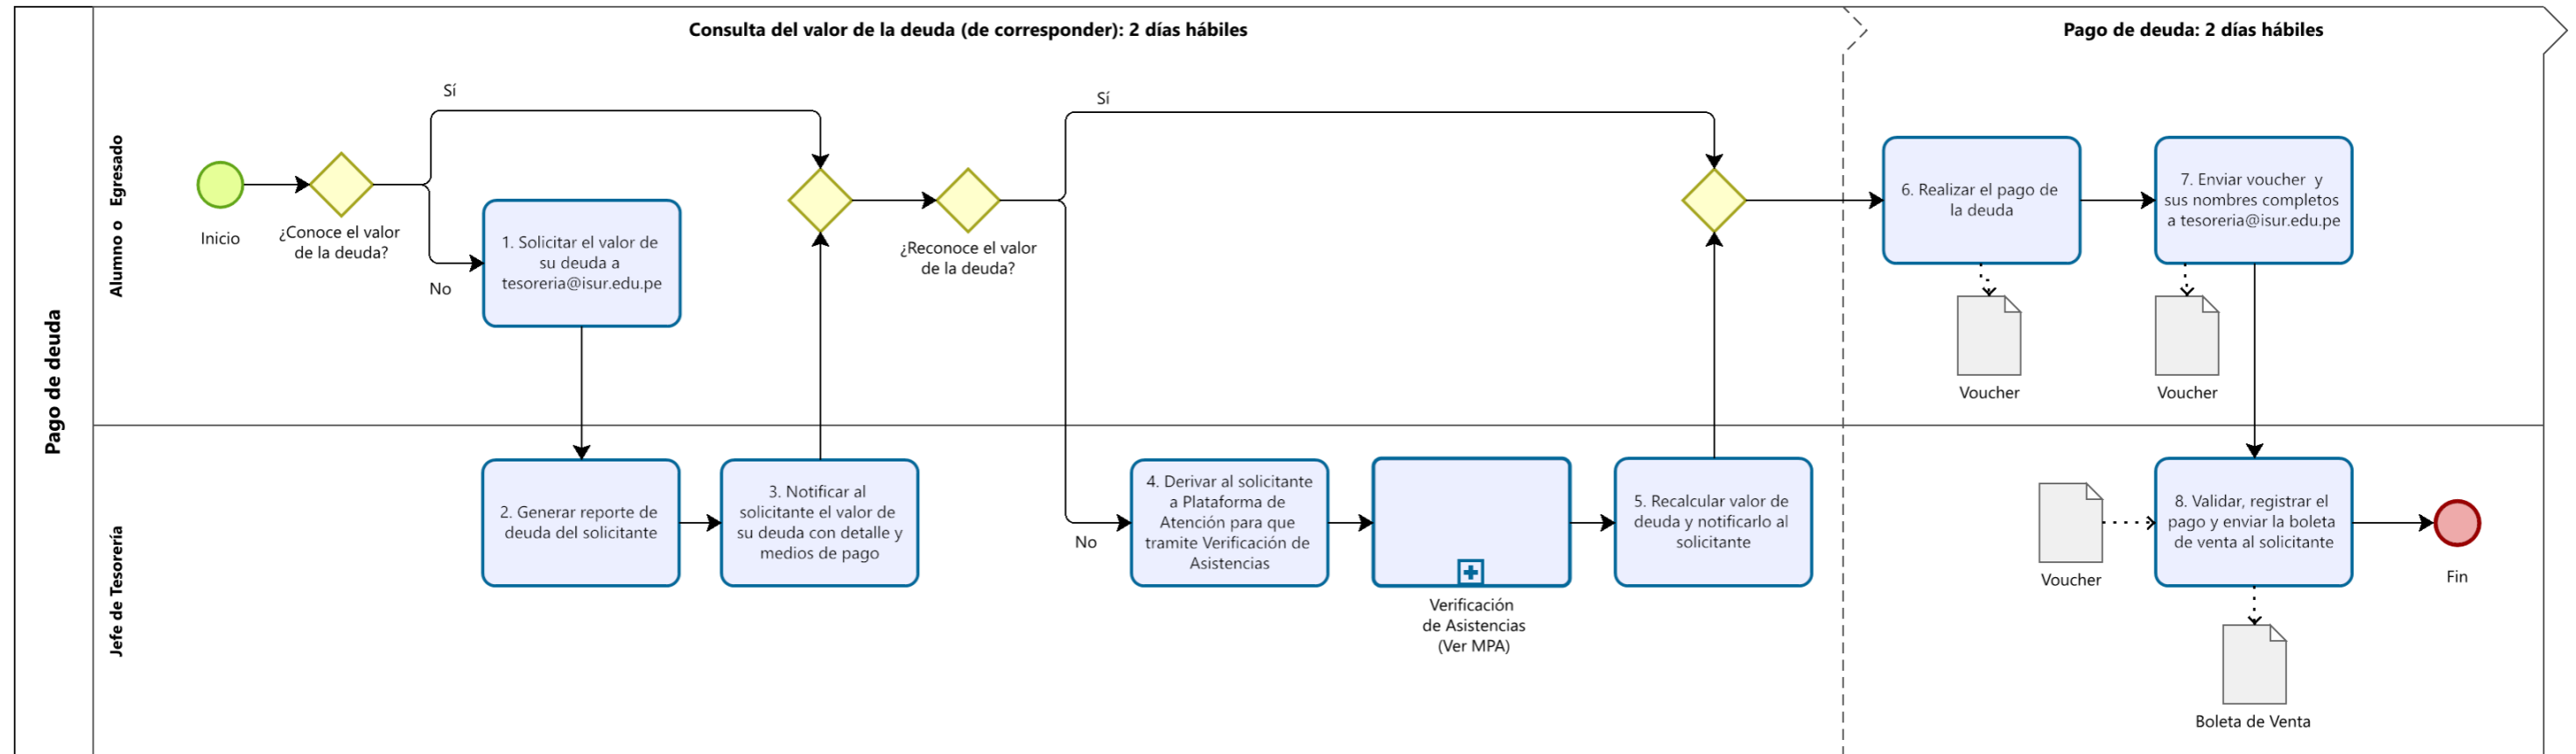 Consulta del valor de la deuda (de corresponder): 2 días hábiles
Pago de deuda: 2 días hábiles
Pago de deuda
Alumno o Egresado
Inicio
¿Conoce el valor
de la deuda?
Sí
No
1. Solicitar el valor de
su deuda a
tesoreria@isur.edu.pe
¿Reconoce el valor
de la deuda?
Sí
6. Realizar el pago de
la deuda
Voucher
7. Enviar voucher y
sus nombres completos
a tesoreria@isur.edu.pe
Voucher
Jefe de Tesorería
2. Generar reporte de
deuda del solicitante
3. Notificar al
solicitante el valor de
su deuda con detalle y
medios de pago
No
4. Derivar al solicitante
a Plataforma de
Atención para que
tramite Verificación de
Asistencias
Verificación
de Asistencias
(Ver MPA)
5. Recalcular valor de
deuda y notificarlo al
solicitante
Voucher
8. Validar, registrar el
pago y enviar la boleta
de venta al solicitante
Boleta de Venta
Fin